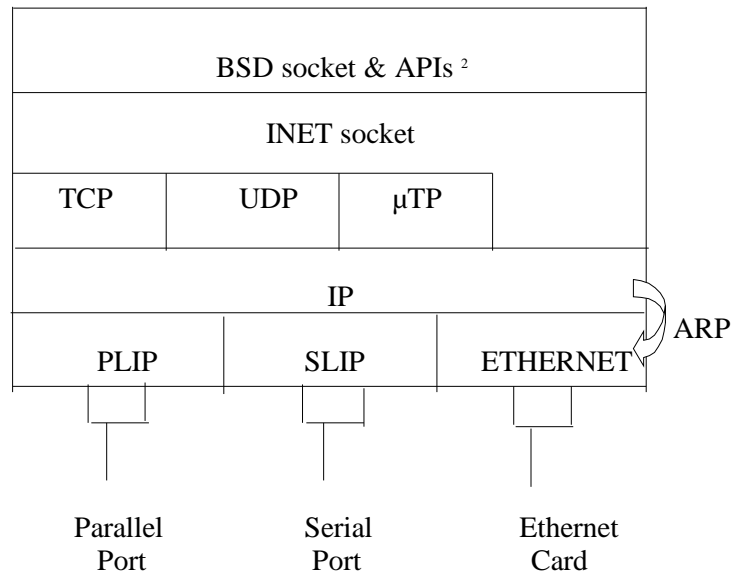 BSD socket & APIs ²
INET socket
TCP UDP μTP
IP
ARP
PLIP SLIP ETHERNET
Parallel Serial Ethernet
Port Port Card